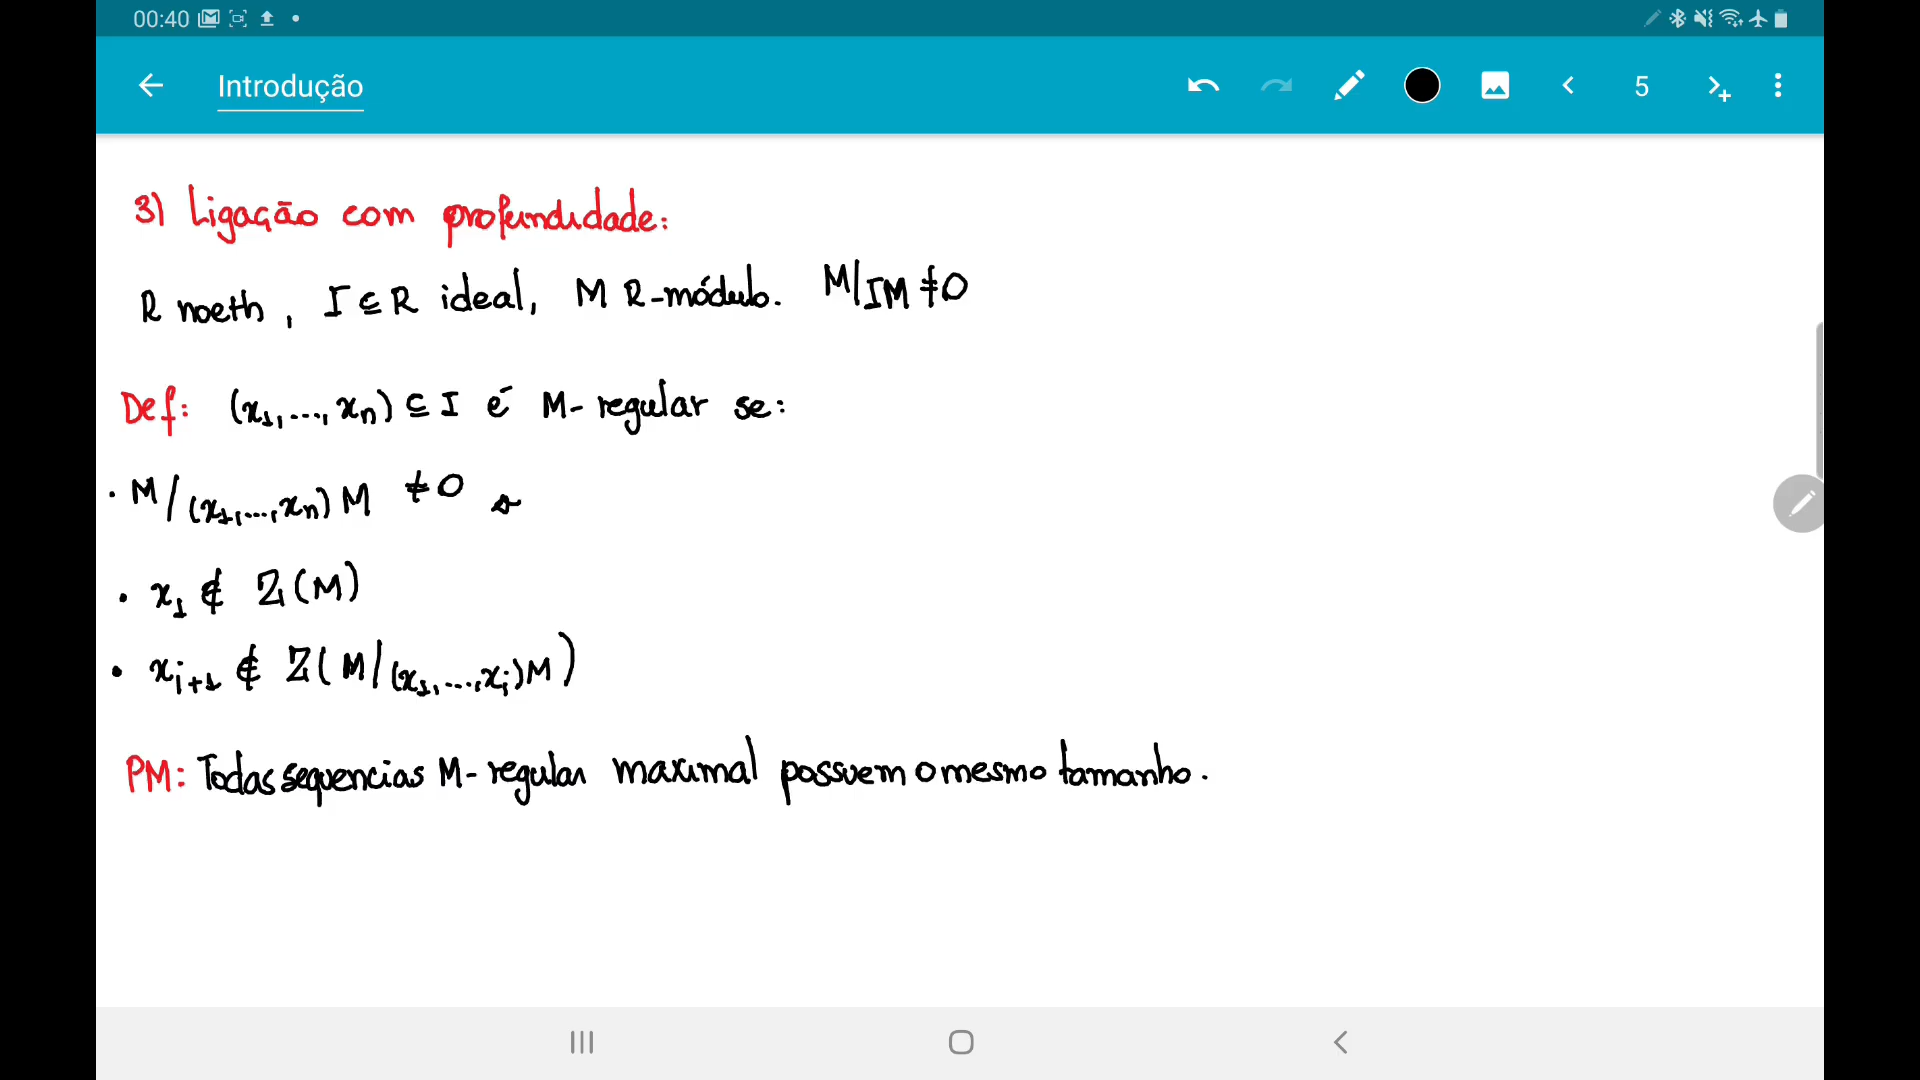 00:40
Introdução
5
3) Ligação com profundidade:
R noeth, I ⊆ R ideal, M R-módulo. M/IM ≠ 0
Def: (x₁,...,xₙ) ⊆ I é M-regular se:
• M/(x₁,...,xₙ)M ≠ 0
• x₁ ∉ Z(M)
• xᵢ₊₁ ∉ Z(M/(x₁,...,xᵢ)M)
PM: Todas sequencias M-regular maximal possuem o mesmo tamanho.